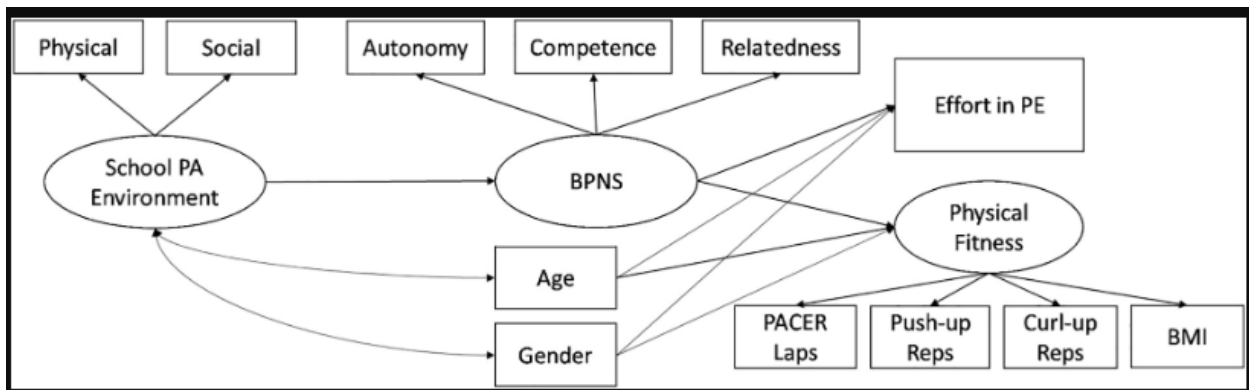 Physical
Social
Autonomy
Competence
Relatedness
Effort in PE
School PA
Environment
BPNS
Physical
Fitness
Age
Gender
PACER
Laps
Push-up
Reps
Curl-up
Reps
BMI